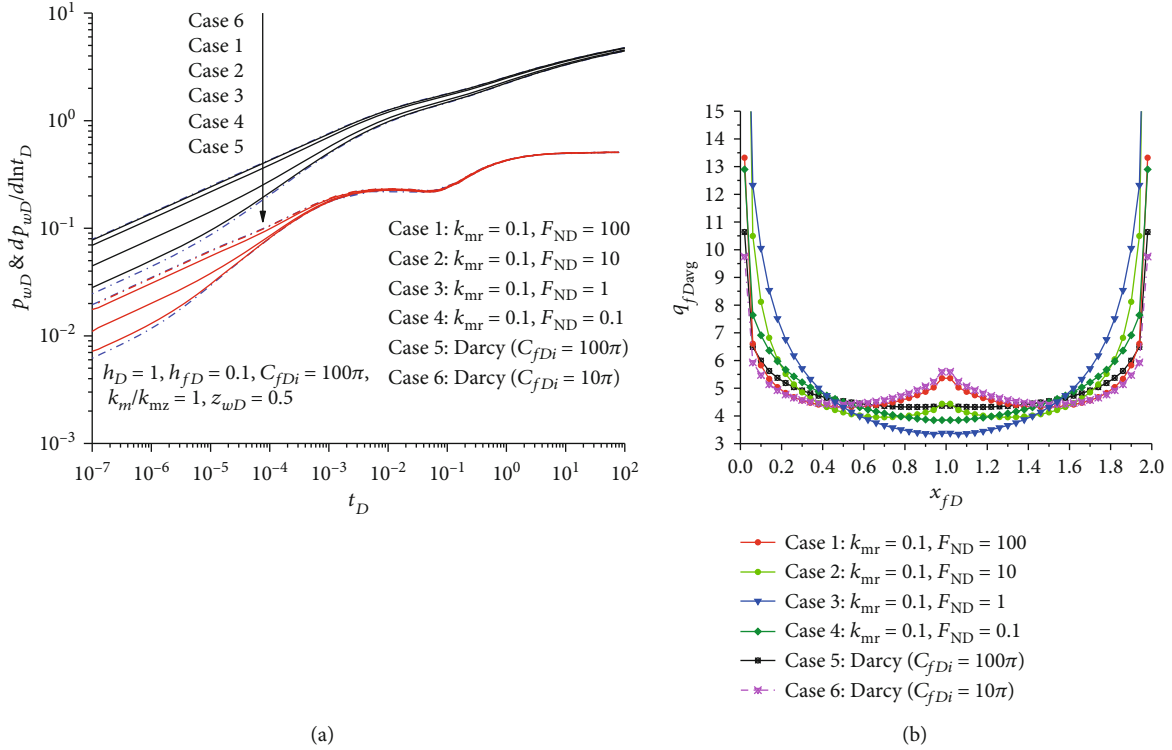 10^1
10^0
10^-1
10^-2
10^-3
p_wD & dp_wD/dlnt_D
Case 6
Case 1
Case 2
Case 3
Case 4
Case 5
Case 1: k_mr = 0.1, F_ND = 100
Case 2: k_mr = 0.1, F_ND = 10
Case 3: k_mr = 0.1, F_ND = 1
Case 4: k_mr = 0.1, F_ND = 0.1
Case 5: Darcy (C_fDi = 100π)
Case 6: Darcy (C_fDi = 10π)
h_D = 1, h_fD = 0.1, C_fDi = 100π,
k_m/k_mz = 1, z_wD = 0.5
10^-7 10^-6 10^-5 10^-4 10^-3 10^-2 10^-1 10^0 10^1 10^2
t_D
(a)
15
14
13
12
11
10
9
8
7
6
5
4
3
q_fDavg
0.0 0.2 0.4 0.6 0.8 1.0 1.2 1.4 1.6 1.8 2.0
x_fD
Case 1: k_mr = 0.1, F_ND = 100
Case 2: k_mr = 0.1, F_ND = 10
Case 3: k_mr = 0.1, F_ND = 1
Case 4: k_mr = 0.1, F_ND = 0.1
Case 5: Darcy (C_fDi = 100π)
Case 6: Darcy (C_fDi = 10π)
(b)